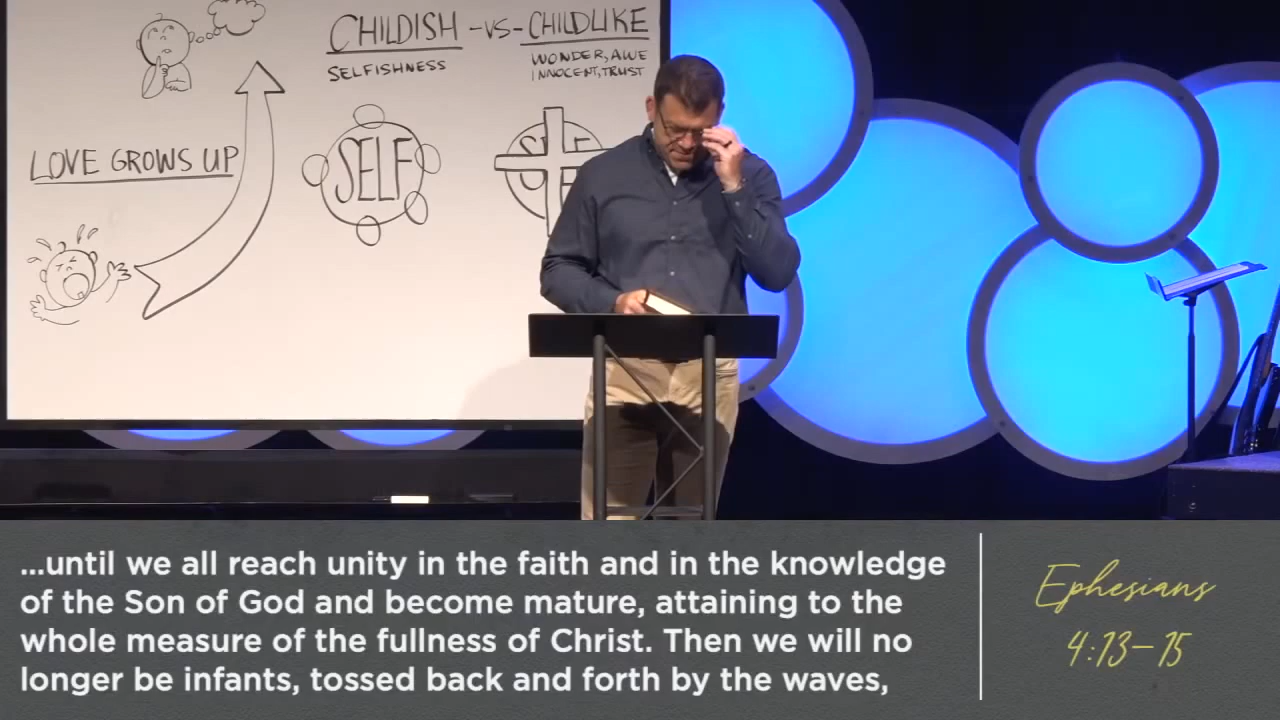 CHILDISH -VS- CHILDLIKE
SELFISHNESS
WONDER, AWE
INNOCENT, TRUST
LOVE GROWS UP
SELF
...until we all reach unity in the faith and in the knowledge
of the Son of God and become mature, attaining to the
whole measure of the fullness of Christ. Then we will no
longer be infants, tossed back and forth by the waves,
Ephesians
4:13–15